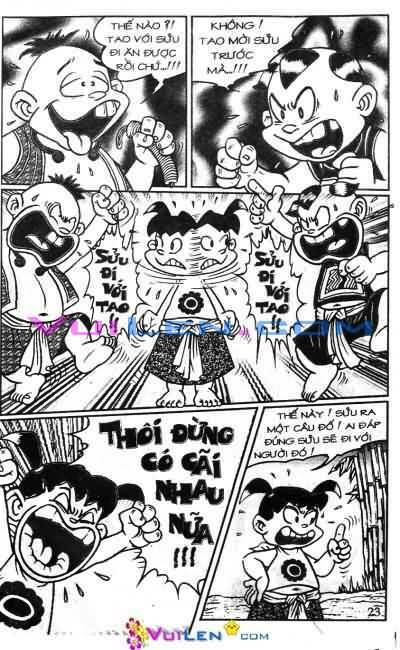 THẾ NÀO ?!
TAO VỚI SỬU
ĐI ĂN ĐƯỢC
RỒI CHỨ...!!!
KHÔNG !
TAO MỜI SỬU
TRƯỚC
MÀ...!!!
SỬU
ĐI
VỚI
TAO !!
SỬU
ĐI
VỚI
TAO !!
VUILEN.COM
THÔI ĐỪNG
CÓ CÃI
NHAU
NỮA
!!!
THẾ NÀY ! SỬU RA
MỘT CÂU ĐỐ ! AI ĐÁP
ĐÚNG SỬU SẼ ĐI VỚI
NGƯỜI ĐÓ !
23
VUILEN.COM